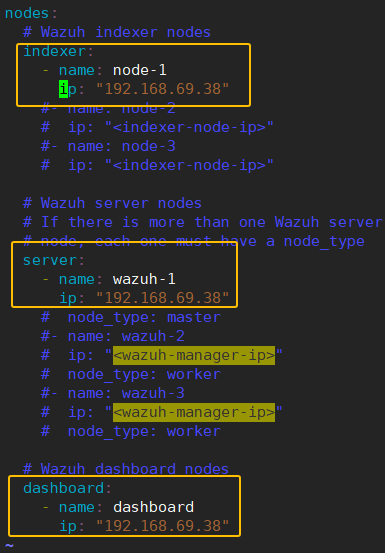 nodes:
  # Wazuh indexer nodes
  indexer:
    - name: node-1
      ip: "192.168.69.38"
    #- name: node-2
    #  ip: "<indexer-node-ip>"
    #- name: node-3
    #  ip: "<indexer-node-ip>"

  # Wazuh server nodes
  # If there is more than one Wazuh server
  # node, each one must have a node_type
  server:
    - name: wazuh-1
      ip: "192.168.69.38"
    #  node_type: master
    #- name: wazuh-2
    #  ip: "<wazuh-manager-ip>"
    #  node_type: worker
    #- name: wazuh-3
    #  ip: "<wazuh-manager-ip>"
    #  node_type: worker

  # Wazuh dashboard nodes
  dashboard:
    - name: dashboard
      ip: "192.168.69.38"
~